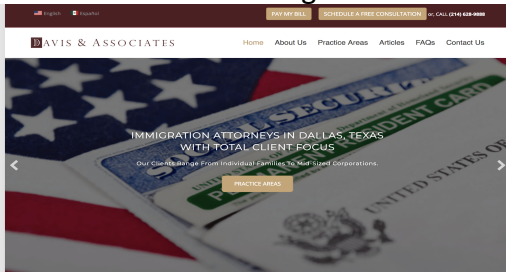 English Español
PAY MY BILL SCHEDULE A FREE CONSULTATION or, CALL (214) 628-9888
DAVIS & ASSOCIATES
Home About Us Practice Areas Articles FAQs Contact Us
SOCIAL SECURITY
RESIDENT CARD
UNITED STATES OF
IMMIGRATION ATTORNEYS IN DALLAS, TEXAS
WITH TOTAL CLIENT FOCUS
Our Clients Range From Individual Families To Mid-Sized Corporations.
PRACTICE AREAS